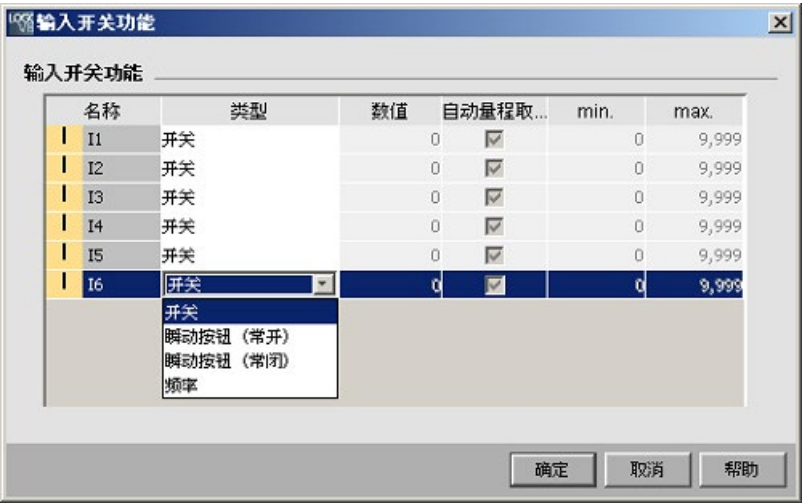 输入开关功能
输入开关功能
名称 类型 数值 自动量程取... min. max.
I I1 开关 0 0 9,999
I I2 开关 0 0 9,999
I I3 开关 0 0 9,999
I I4 开关 0 0 9,999
I I5 开关 0 0 9,999
I I6 开关 0 0 9,999
开关
瞬动按钮（常开）
瞬动按钮（常闭）
频率
确定 取消 帮助